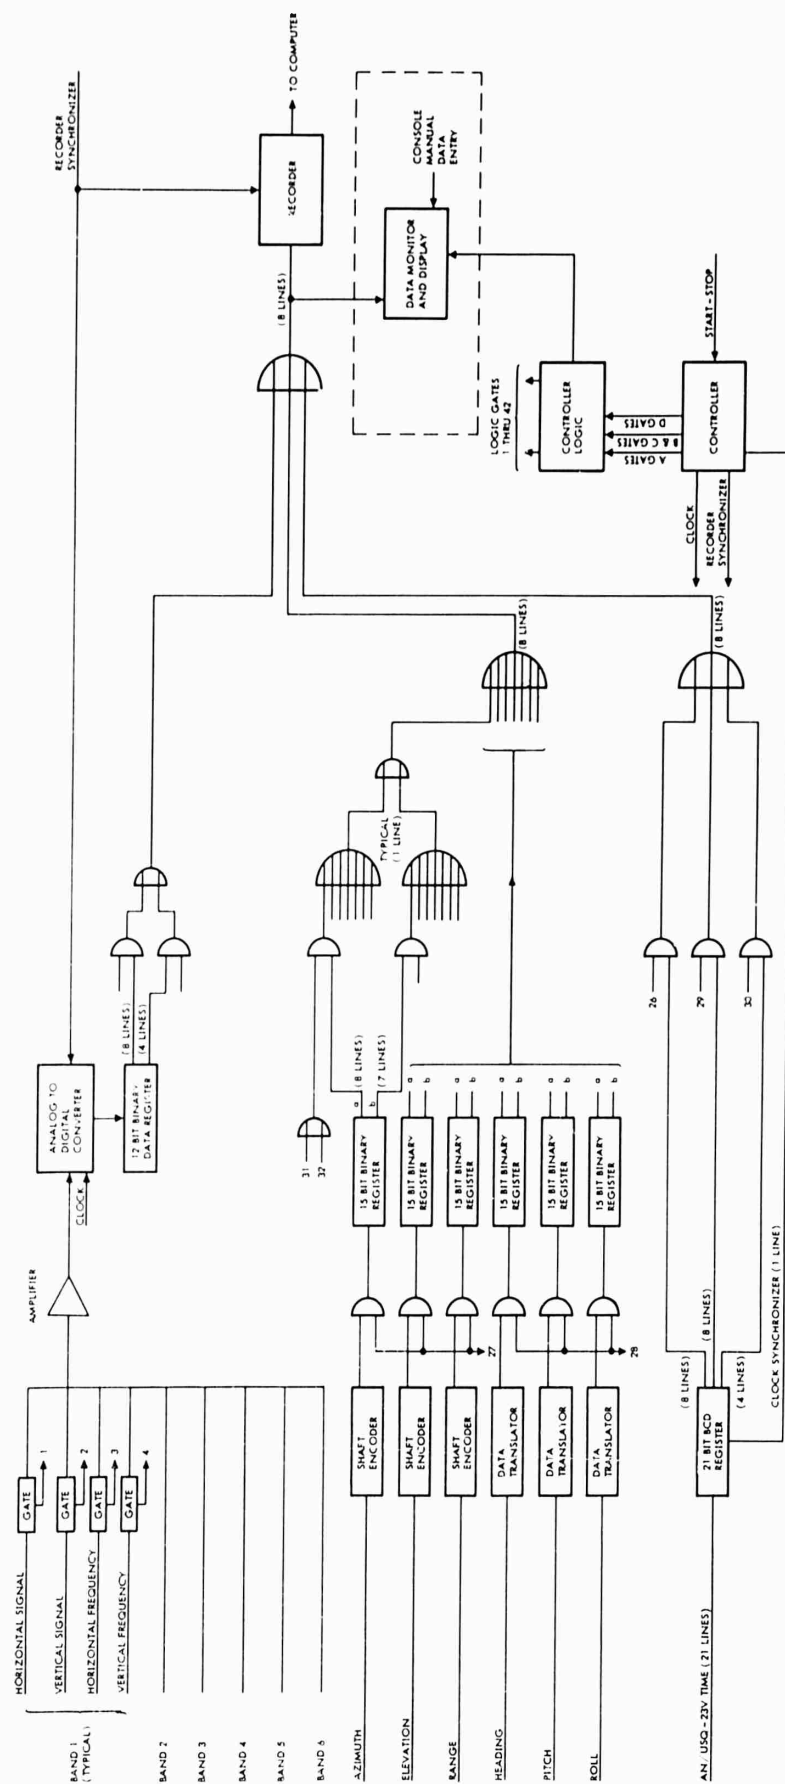 HORIZONTAL SIGNAL
VERTICAL SIGNAL
HORIZONTAL FREQUENCY
VERTICAL FREQUENCY
BAND 1
(TYPICAL)
BAND 2
BAND 3
BAND 4
BAND 5
BAND 6
GATE
1
GATE
2
GATE
3
GATE
4
AMPLIFIER
ANALOG TO
DIGITAL
CONVERTER
CLOCK
12 BIT BINARY
DATA REGISTER
(8 LINES)
(4 LINES)
RECORDER
SYNCHRONIZER
RECORDER
TO COMPUTER
(8 LINES)
CONSOLE
MANUAL
DATA
ENTRY
DATA MONITOR
AND DISPLAY
LOGIC GATES
1 THRU 42
CONTROLLER
LOGIC
A GATES
B & C GATES
D GATES
CONTROLLER
START-STOP
CLOCK
RECORDER
SYNCHRONIZER
AZIMUTH
ELEVATION
RANGE
HEADING
PITCH
ROLL
SHAFT
ENCODER
SHAFT
ENCODER
SHAFT
ENCODER
DATA
TRANSLATOR
DATA
TRANSLATOR
DATA
TRANSLATOR
27
28
31
32
15 BIT BINARY
REGISTER
15 BIT BINARY
REGISTER
15 BIT BINARY
REGISTER
15 BIT BINARY
REGISTER
15 BIT BINARY
REGISTER
15 BIT BINARY
REGISTER
a
b
a
b
a
b
a
b
a
b
a
b
(8 LINES)
(7 LINES)
TYPICAL
(1 LINE)
(8 LINES)
AN/USQ-23V TIME (21 LINES)
21 BIT BCD
REGISTER
(8 LINES)
(8 LINES)
(4 LINES)
CLOCK SYNCHRONIZER (1 LINE)
26
29
30
(8 LINES)